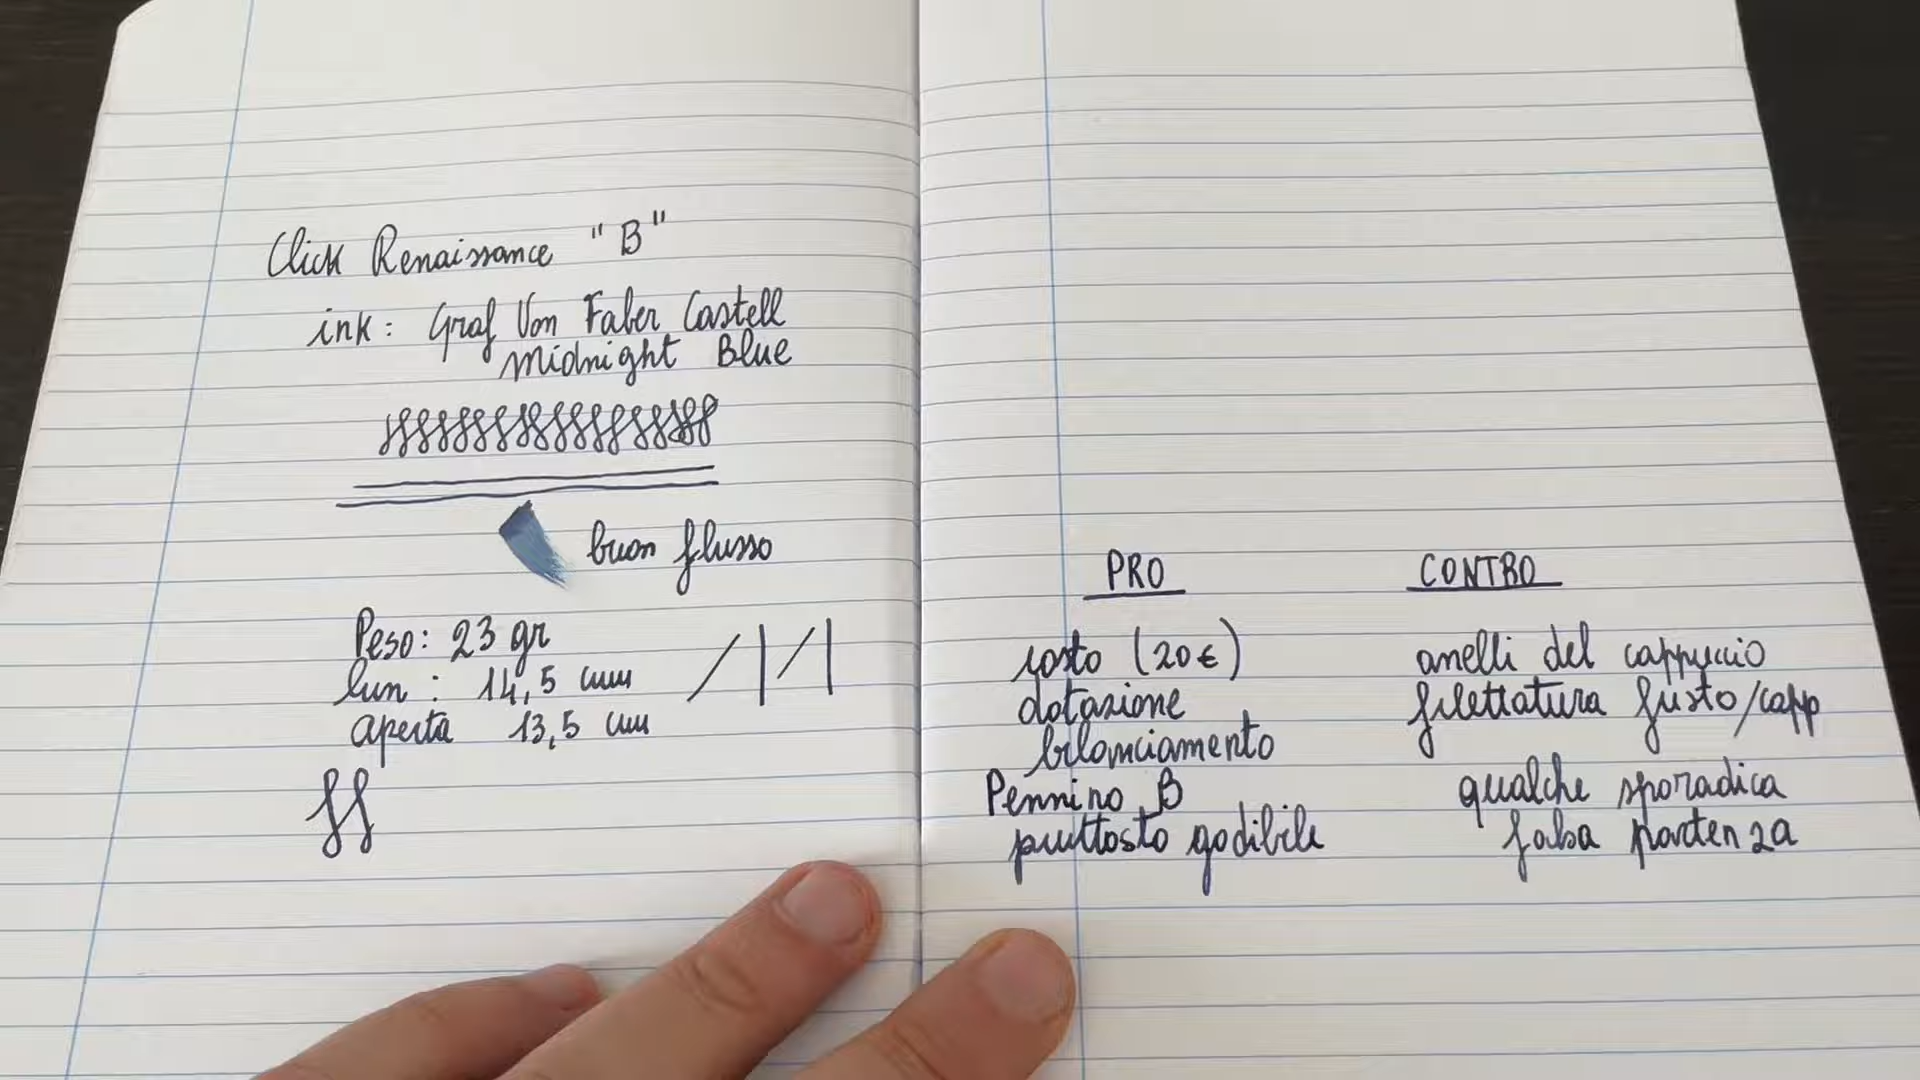 Click Renaissance "B"
ink: Graf Von Faber Castell
Midnight Blue
buon flusso
Peso: 23 gr
lun: 14,5 cm
aperta 13,5 cm
PRO
costo (20€)
dotazione
bilanciamento
Pennino B
piuttosto godibile
CONTRO
anelli del cappuccio
filettatura fusto/capp
qualche sporadica
falsa partenza